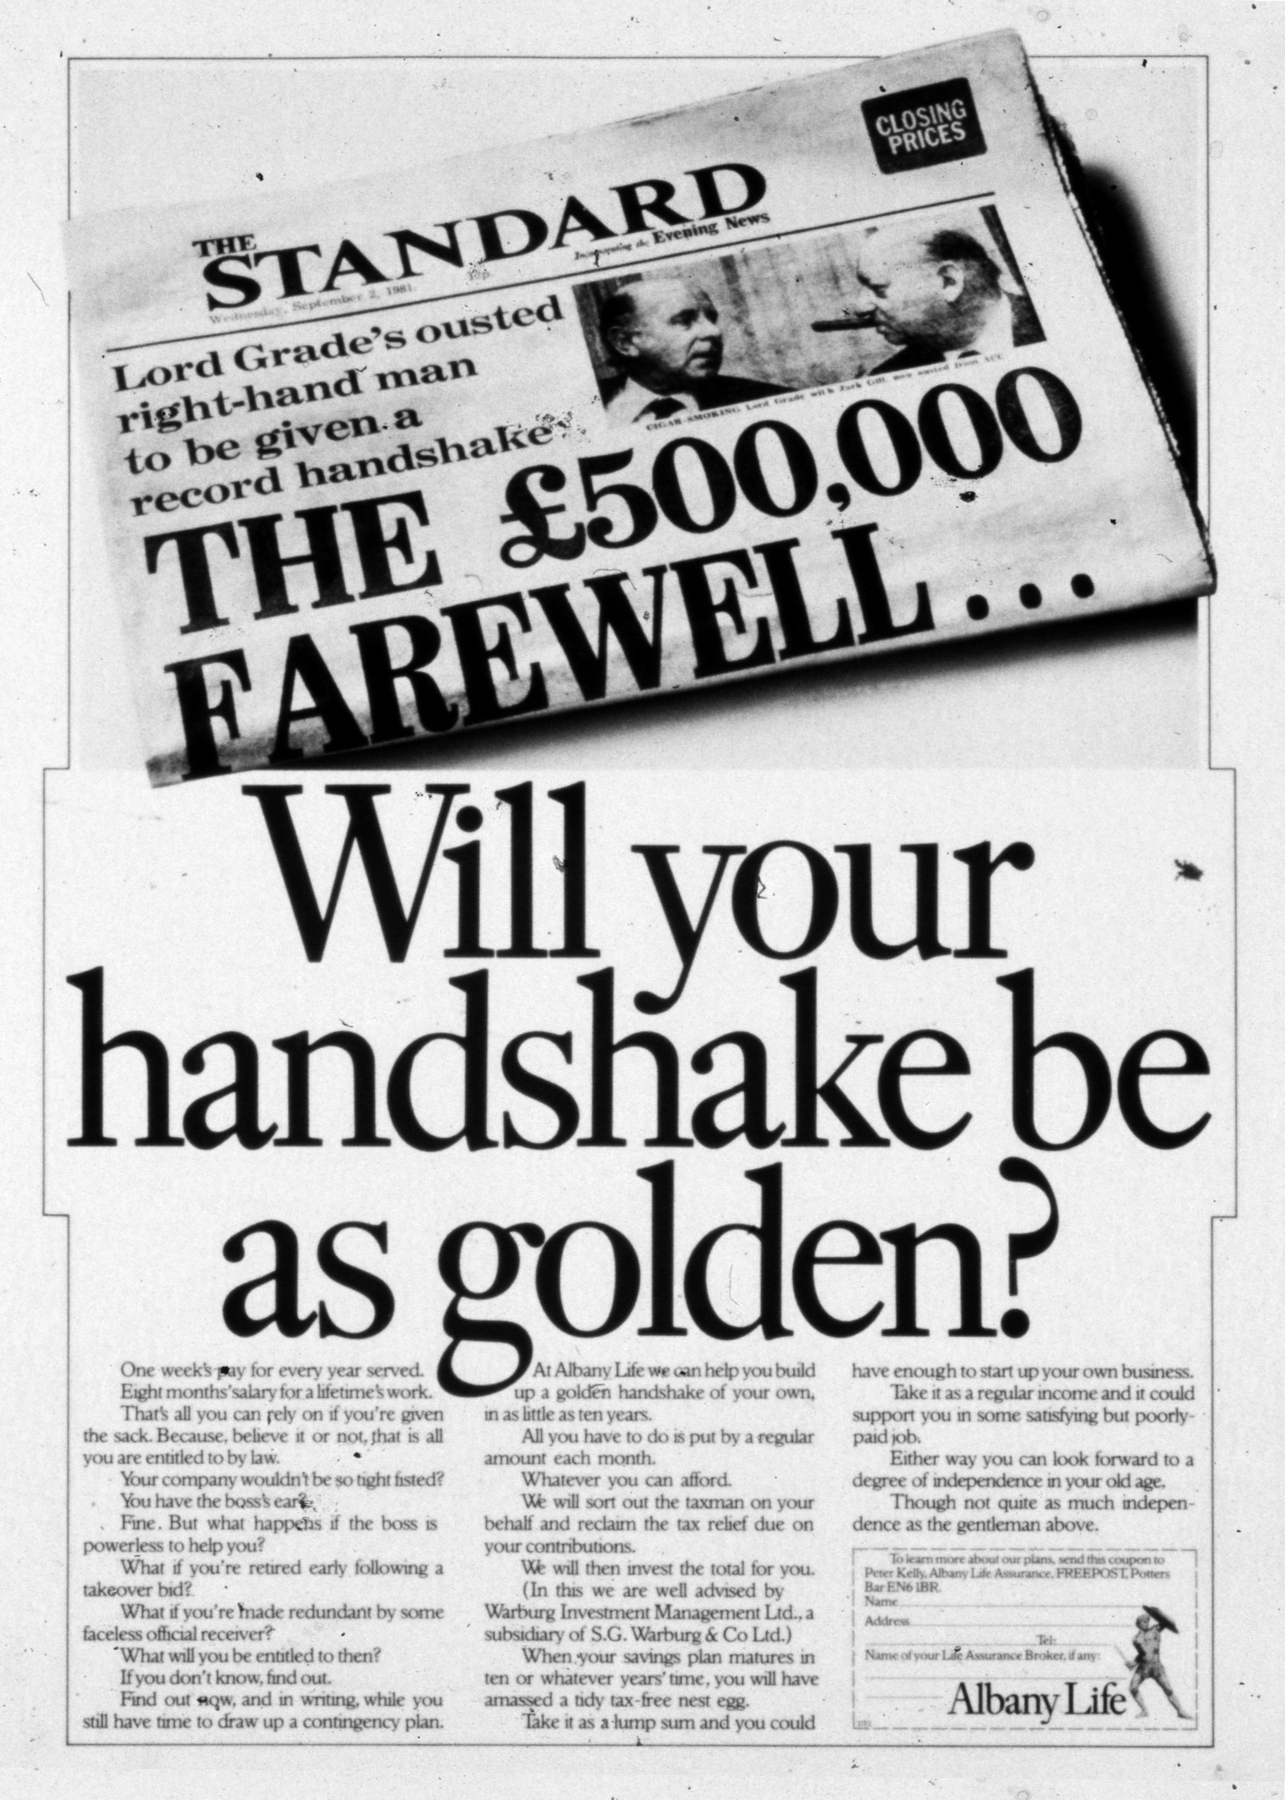 CLOSING
PRICES
THE
STANDARD
Incorporating the Evening News
Wednesday, September 2, 1981.
Lord Grade's ousted
right-hand man
to be given a
record handshake
CIGAR-SMOKING Lord Grade with Jack Gill, now ousted from ACC
THE £500,000
FAREWELL...
Will your
handshake be
as golden?
One week's pay for every year served.
Eight months' salary for a lifetime's work.
That's all you can rely on if you're given
the sack. Because, believe it or not, that is all
you are entitled to by law.
Your company wouldn't be so tight fisted?
You have the boss's ear?
Fine. But what happens if the boss is
powerless to help you?
What if you're retired early following a
takeover bid?
What if you're made redundant by some
faceless official receiver?
What will you be entitled to then?
If you don't know, find out.
Find out now, and in writing, while you
still have time to draw up a contingency plan.
At Albany Life we can help you build
up a golden handshake of your own,
in as little as ten years.
All you have to do is put by a regular
amount each month.
Whatever you can afford.
We will sort out the taxman on your
behalf and reclaim the tax relief due on
your contributions.
We will then invest the total for you.
(In this we are well advised by
Warburg Investment Management Ltd., a
subsidiary of S.G. Warburg & Co Ltd.)
When your savings plan matures in
ten or whatever years' time, you will have
amassed a tidy tax-free nest egg.
Take it as a lump sum and you could
have enough to start up your own business.
Take it as a regular income and it could
support you in some satisfying but poorly-
paid job.
Either way you can look forward to a
degree of independence in your old age.
Though not quite as much indepen-
dence as the gentleman above.
To learn more about our plans, send this coupon to
Peter Kelly, Albany Life Assurance, FREEPOST, Potters
Bar EN6 1BR.
Name
Address
Tel:
Name of your Life Assurance Broker, if any:
Albany Life